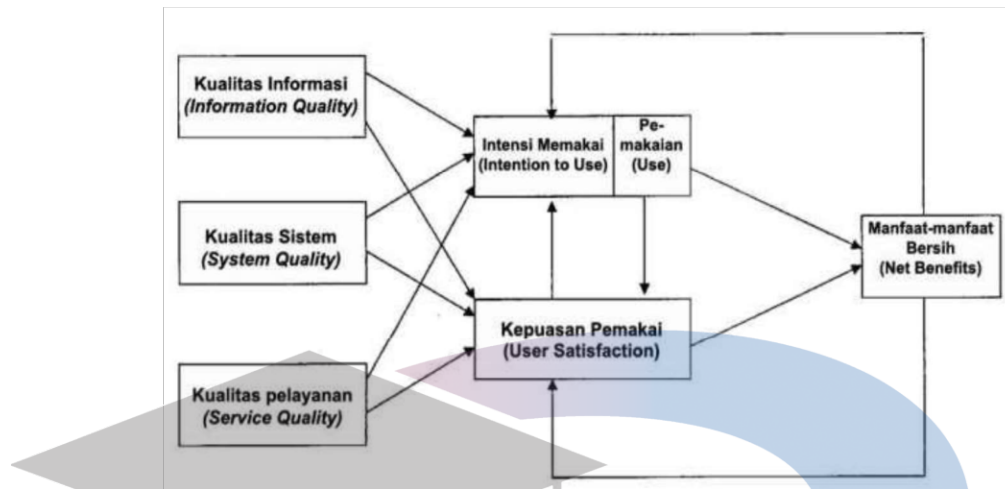 Kualitas Informasi
(Information Quality)
Kualitas Sistem
(System Quality)
Kualitas pelayanan
(Service Quality)
Intensi Memakai
(Intention to Use)
Pe-
makaian
(Use)
Kepuasan Pemakai
(User Satisfaction)
Manfaat-manfaat
Bersih
(Net Benefits)